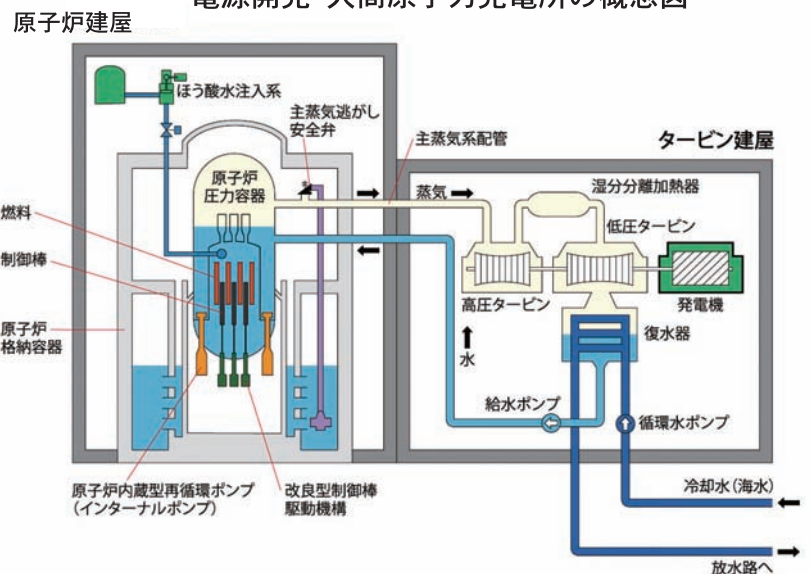 原子炉建屋
ほう酸水注入系
主蒸気逃がし
安全弁
主蒸気系配管
タービン建屋
原子炉
圧力容器
蒸気
湿分分離加熱器
低圧タービン
燃料
制御棒
高圧タービン
発電機
原子炉
格納容器
水
復水器
給水ポンプ
循環水ポンプ
原子炉内蔵型再循環ポンプ
（インターナルポンプ）
改良型制御棒
駆動機構
冷却水（海水）
放水路へ